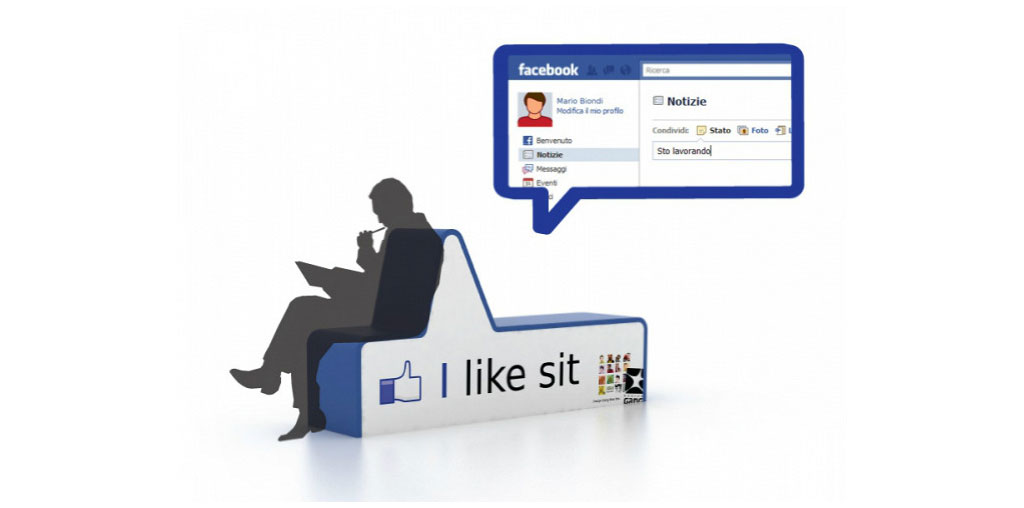 facebook
Ricerca
Mario Biondi
Modifica il mio profilo
Notizie
Condividi: Stato Foto
Sto lavorando
Benvenuto
Notizie
Messaggi
Eventi
I like sit